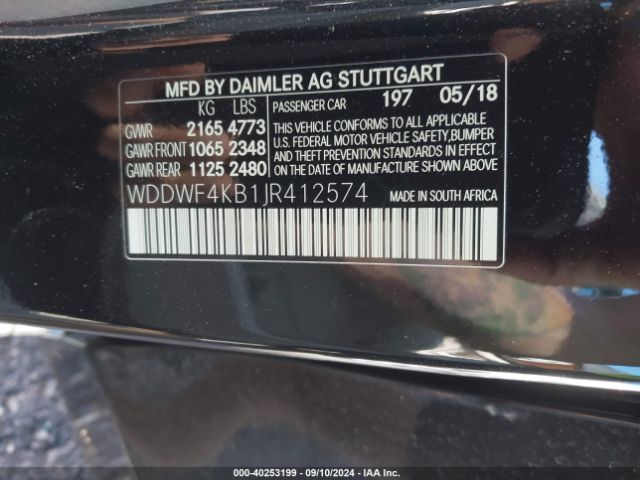 MFD BY DAIMLER AG STUTTGART
KG LBS PASSENGER CAR 197 05/18
GVWR 2165 4773 THIS VEHICLE CONFORMS TO ALL APPLICABLE
GAWR FRONT 1065 2348 U.S. FEDERAL MOTOR VEHICLE SAFETY,BUMPER
GAWR REAR 1125 2480 AND THEFT PREVENTION STANDARDS IN EFFECT
ON THE DATE OF MANUFACTURE SHOWN ABOVE.
WDDWF4KB1JR412574 MADE IN SOUTH AFRICA
000-40253199 - 09/10/2024 - IAA Inc.